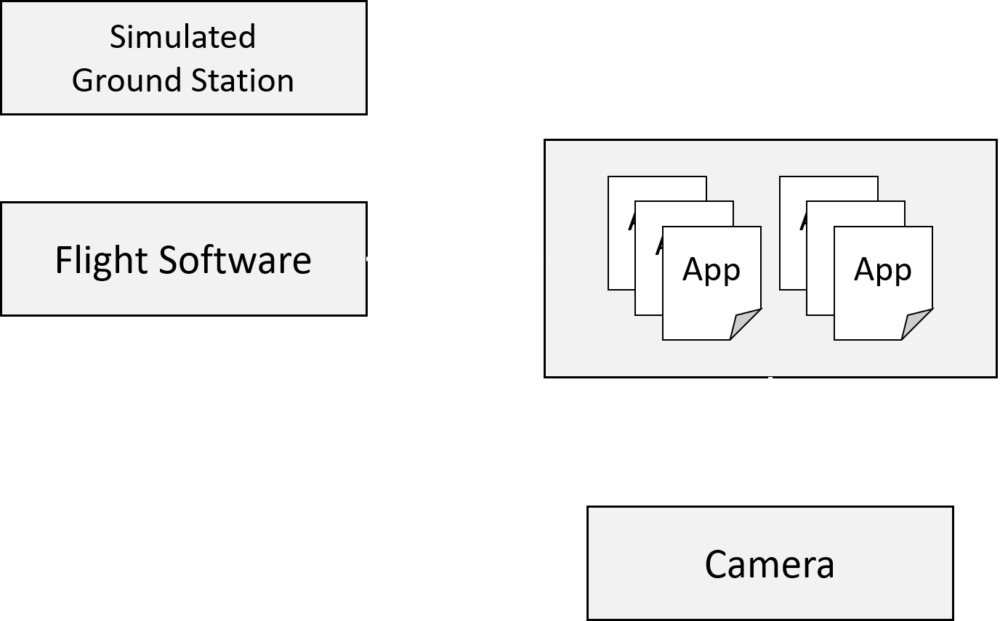 Simulated
Ground Station
Flight Software
App
App
Camera